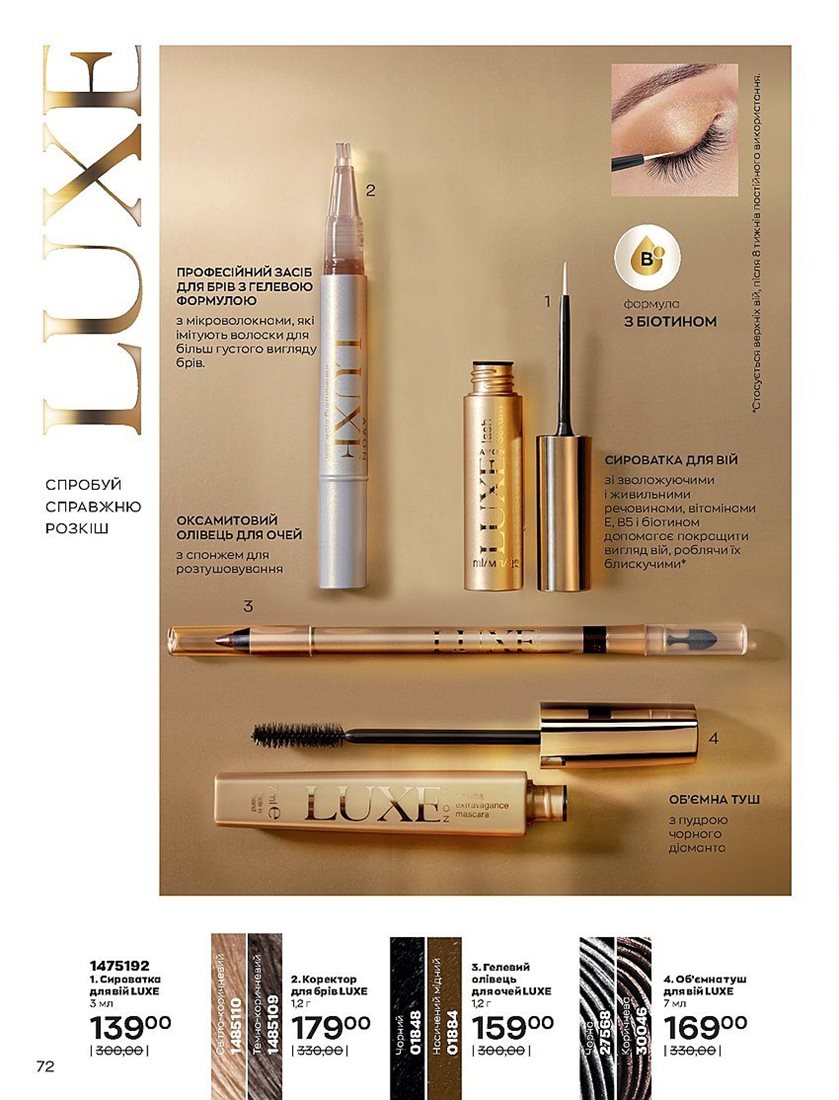 LUXE
СПРОБУЙ
СПРАВЖНЮ
РОЗКІШ
2
ПРОФЕСІЙНИЙ ЗАСІБ
ДЛЯ БРІВ З ГЕЛЕВОЮ
ФОРМУЛОЮ
з мікроволокнами, які
імітують волоски для
більш густого вигляду
брів.
LUXE
AVON
B
формула
З БІОТИНОМ
*Стосується верхніх вій, після 8 тижнів постійного використання.
1
LUXE
lash
СИРОВАТКА ДЛЯ ВІЙ
зі зволожуючими
і живильними
речовинами, вітамінами
Е, В5 і біотином
допомагає покращити
вигляд вій, роблячи їх
блискучими*
ОКСАМИТОВИЙ
ОЛІВЕЦЬ ДЛЯ ОЧЕЙ
з спонжем для
розтушовування
3
LUXE
4
7 ml e
LUXE
AVON
extravagance
mascara
ОБ'ЄМНА ТУШ
з пудрою
чорного
діаманта
1475192
1. Сироватка
для вій LUXE
3 мл
13900
|300,00|
Світло-коричневий
1485110
Темно-коричневий
1485109
2. Коректор
для брів LUXE
1,2 г
17900
|330,00|
Чорний
01848
Насичений мідний
01884
3. Гелевий
олівець
для очей LUXE
1,2 г
15900
|300,00|
Чорна
27568
Коричнева
30046
4. Об'ємна туш
для вій LUXE
7 мл
16900
|330,00|
72